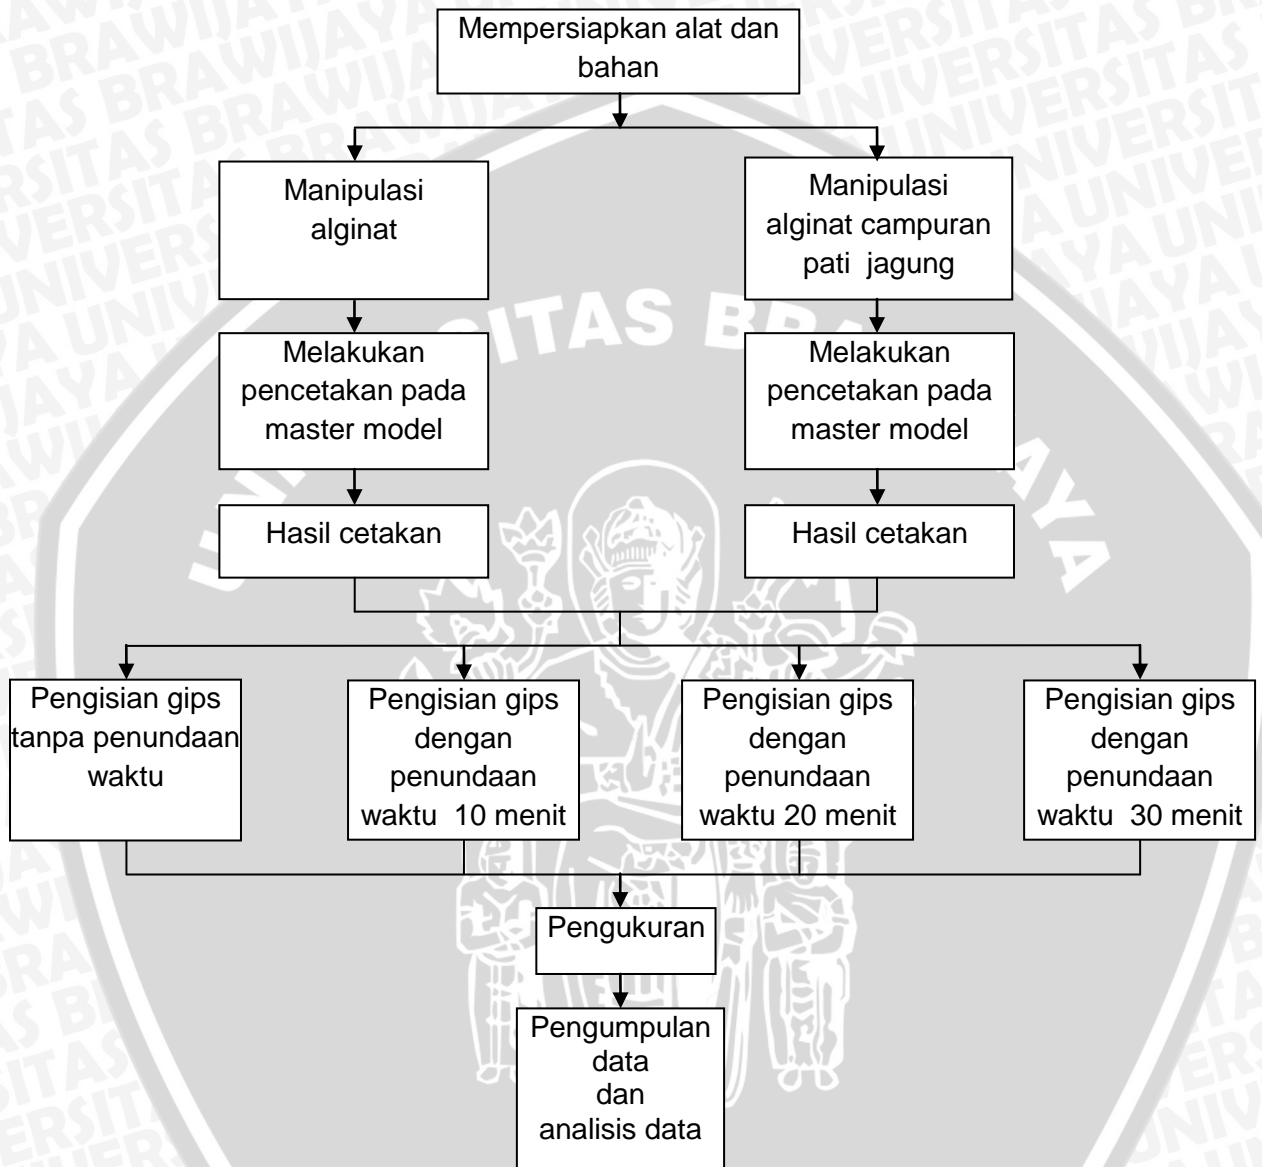 Mempersiapkan alat dan
bahan
Manipulasi
alginat
Manipulasi
alginat campuran
pati jagung
Melakukan
pencetakan pada
master model
Melakukan
pencetakan pada
master model
Hasil cetakan
Hasil cetakan
Pengisian gips
tanpa penundaan
waktu
Pengisian gips
dengan
penundaan
waktu 10 menit
Pengisian gips
dengan
penundaan
waktu 20 menit
Pengisian gips
dengan
penundaan
waktu 30 menit
Pengukuran
Pengumpulan
data
dan
analisis data